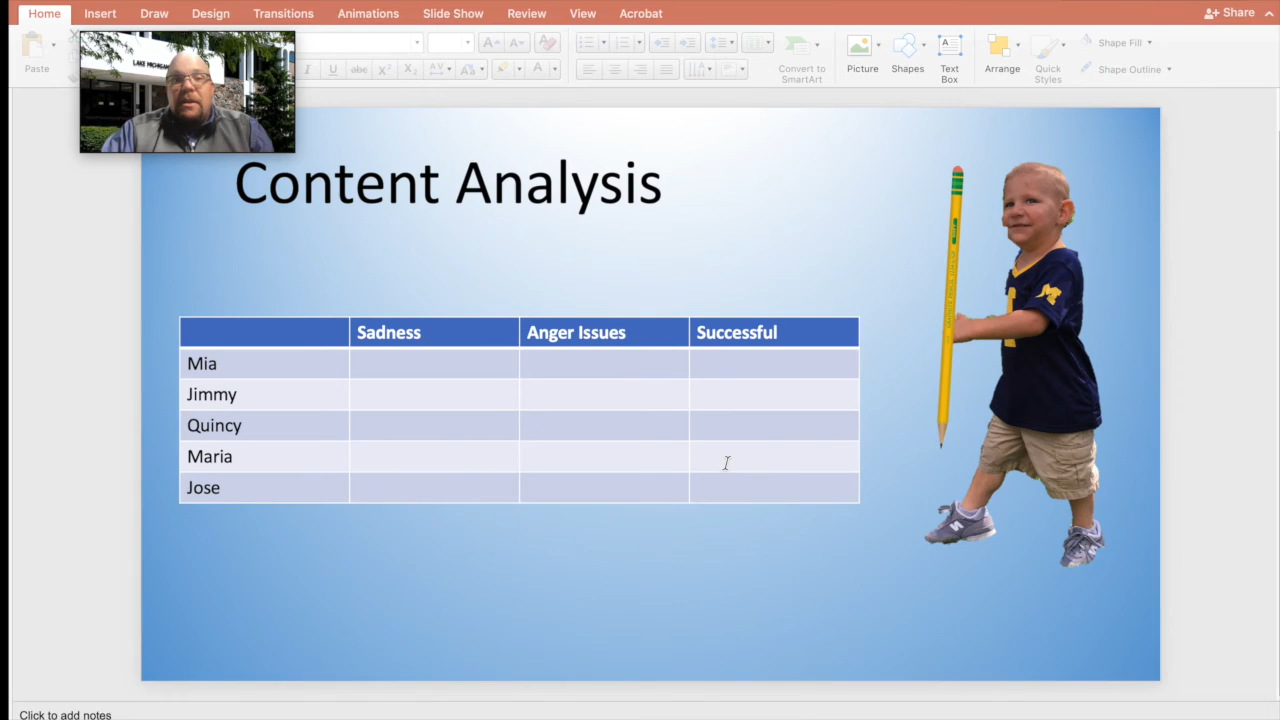 Home Insert Draw Design Transitions Animations Slide Show Review View Acrobat Share
Paste
Convert to SmartArt
Picture
Shapes
Text Box
Arrange
Quick Styles
Shape Fill
Shape Outline
LAKE MICHIGAN
Content Analysis
Sadness Anger Issues Successful
Mia
Jimmy
Quincy
Maria
Jose
M
N
Click to add notes